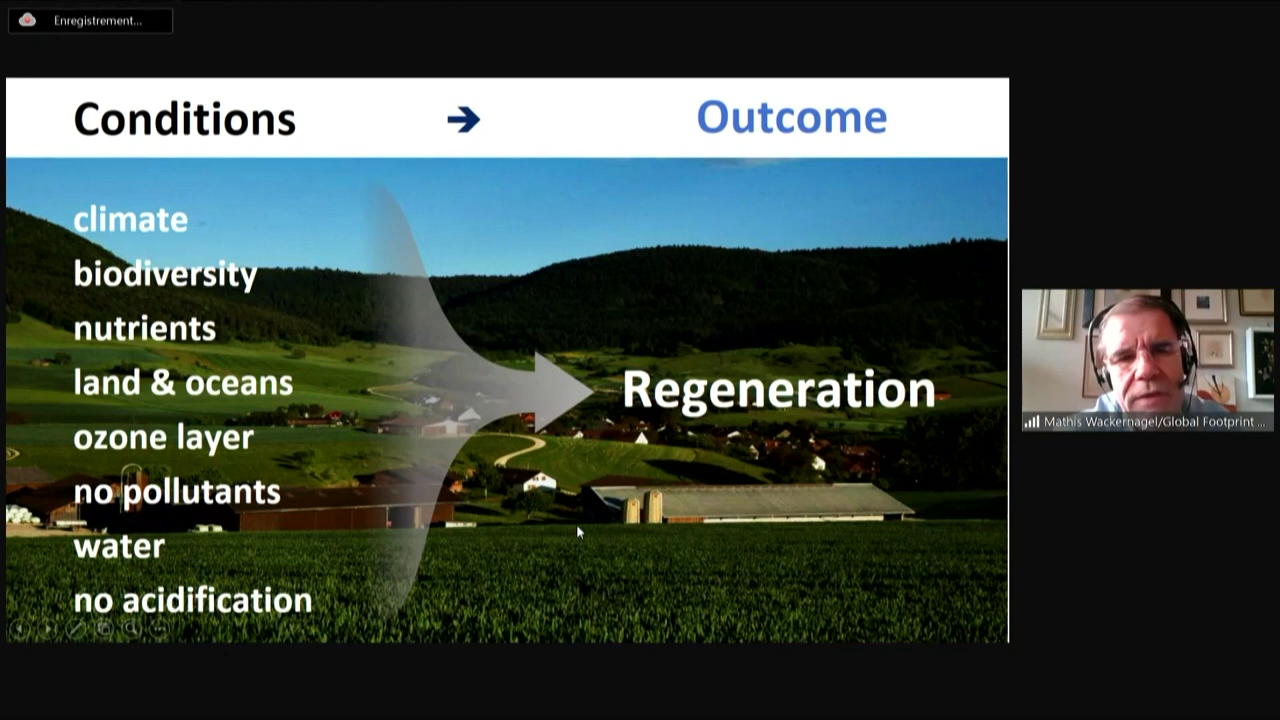 Enregistrement...
Conditions → Outcome
climate
biodiversity
nutrients
land & oceans
ozone layer
no pollutants
water
no acidification
Regeneration
Mathis Wackernagel/Global Footprint ...